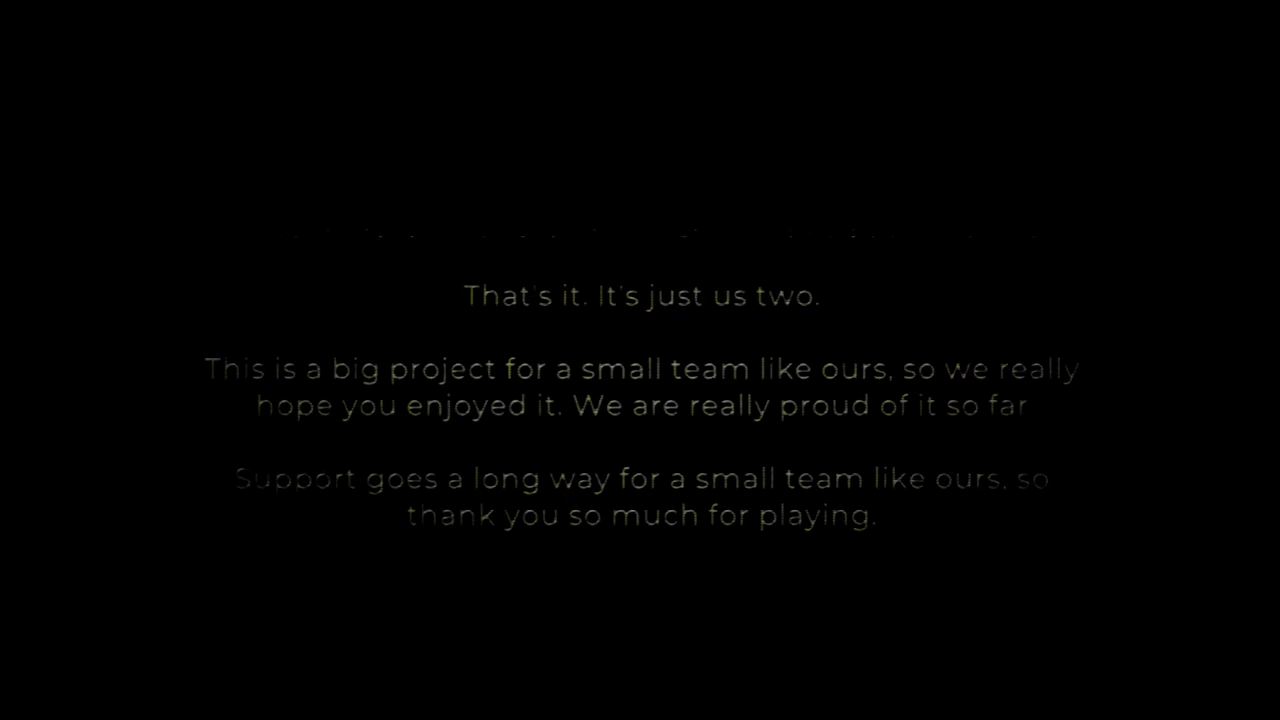 That's it. It's just us two.
This is a big project for a small team like ours, so we really
hope you enjoyed it. We are really proud of it so far
Support goes a long way for a small team like ours, so
thank you so much for playing.